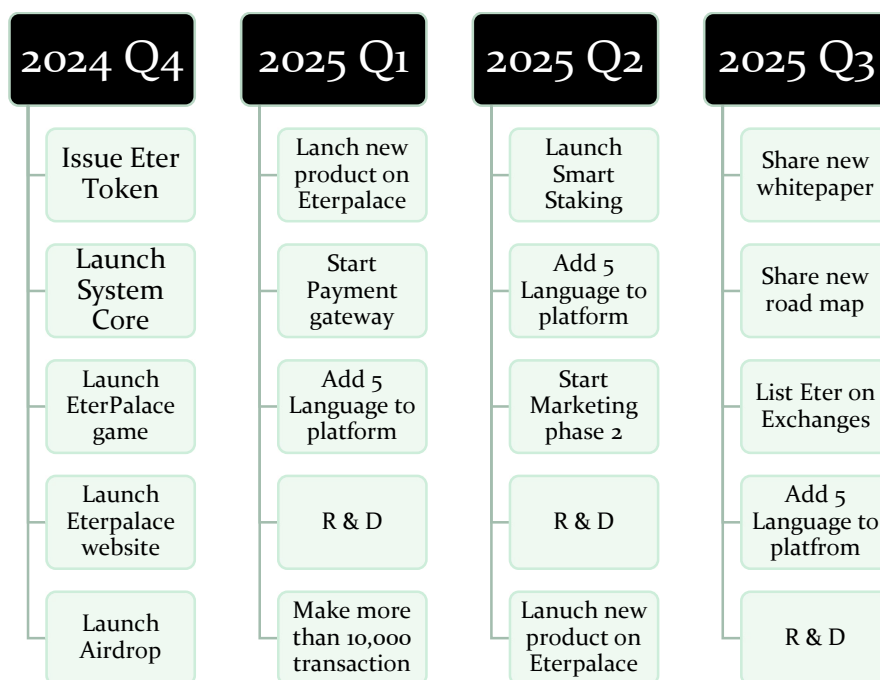 2024 Q4
Issue Eter
Token
Launch
System
Core
Launch
EterPalace
game
Launch
Eterpalace
website
Launch
Airdrop
2025 Q1
Lanch new
product on
Eterpalace
Start
Payment
gateway
Add 5
Language to
platform
R & D
Make more
than 10,000
transaction
2025 Q2
Launch
Smart
Staking
Add 5
Language to
platform
Start
Marketing
phase 2
R & D
Lanuch new
product on
Eterpalace
2025 Q3
Share new
whitepaper
Share new
road map
List Eter on
Exchanges
Add 5
Language to
platfrom
R & D